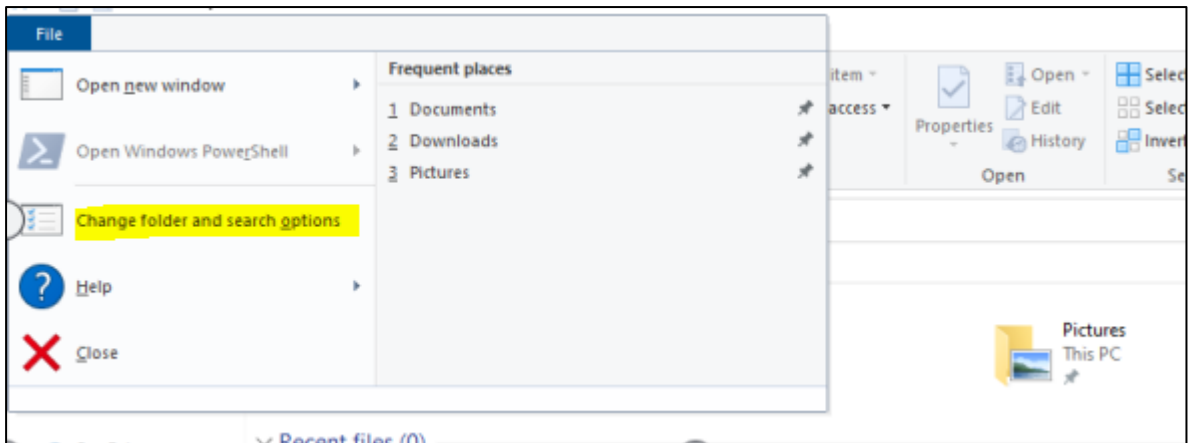 File
Open new window
Open Windows PowerShell
Change folder and search options
Help
Close
Frequent places
1 Documents
2 Downloads
3 Pictures
item
access
Properties
Open
Edit
History
Open
Selec
Selec
Invert
Se
Pictures
This PC
Recent files (0)